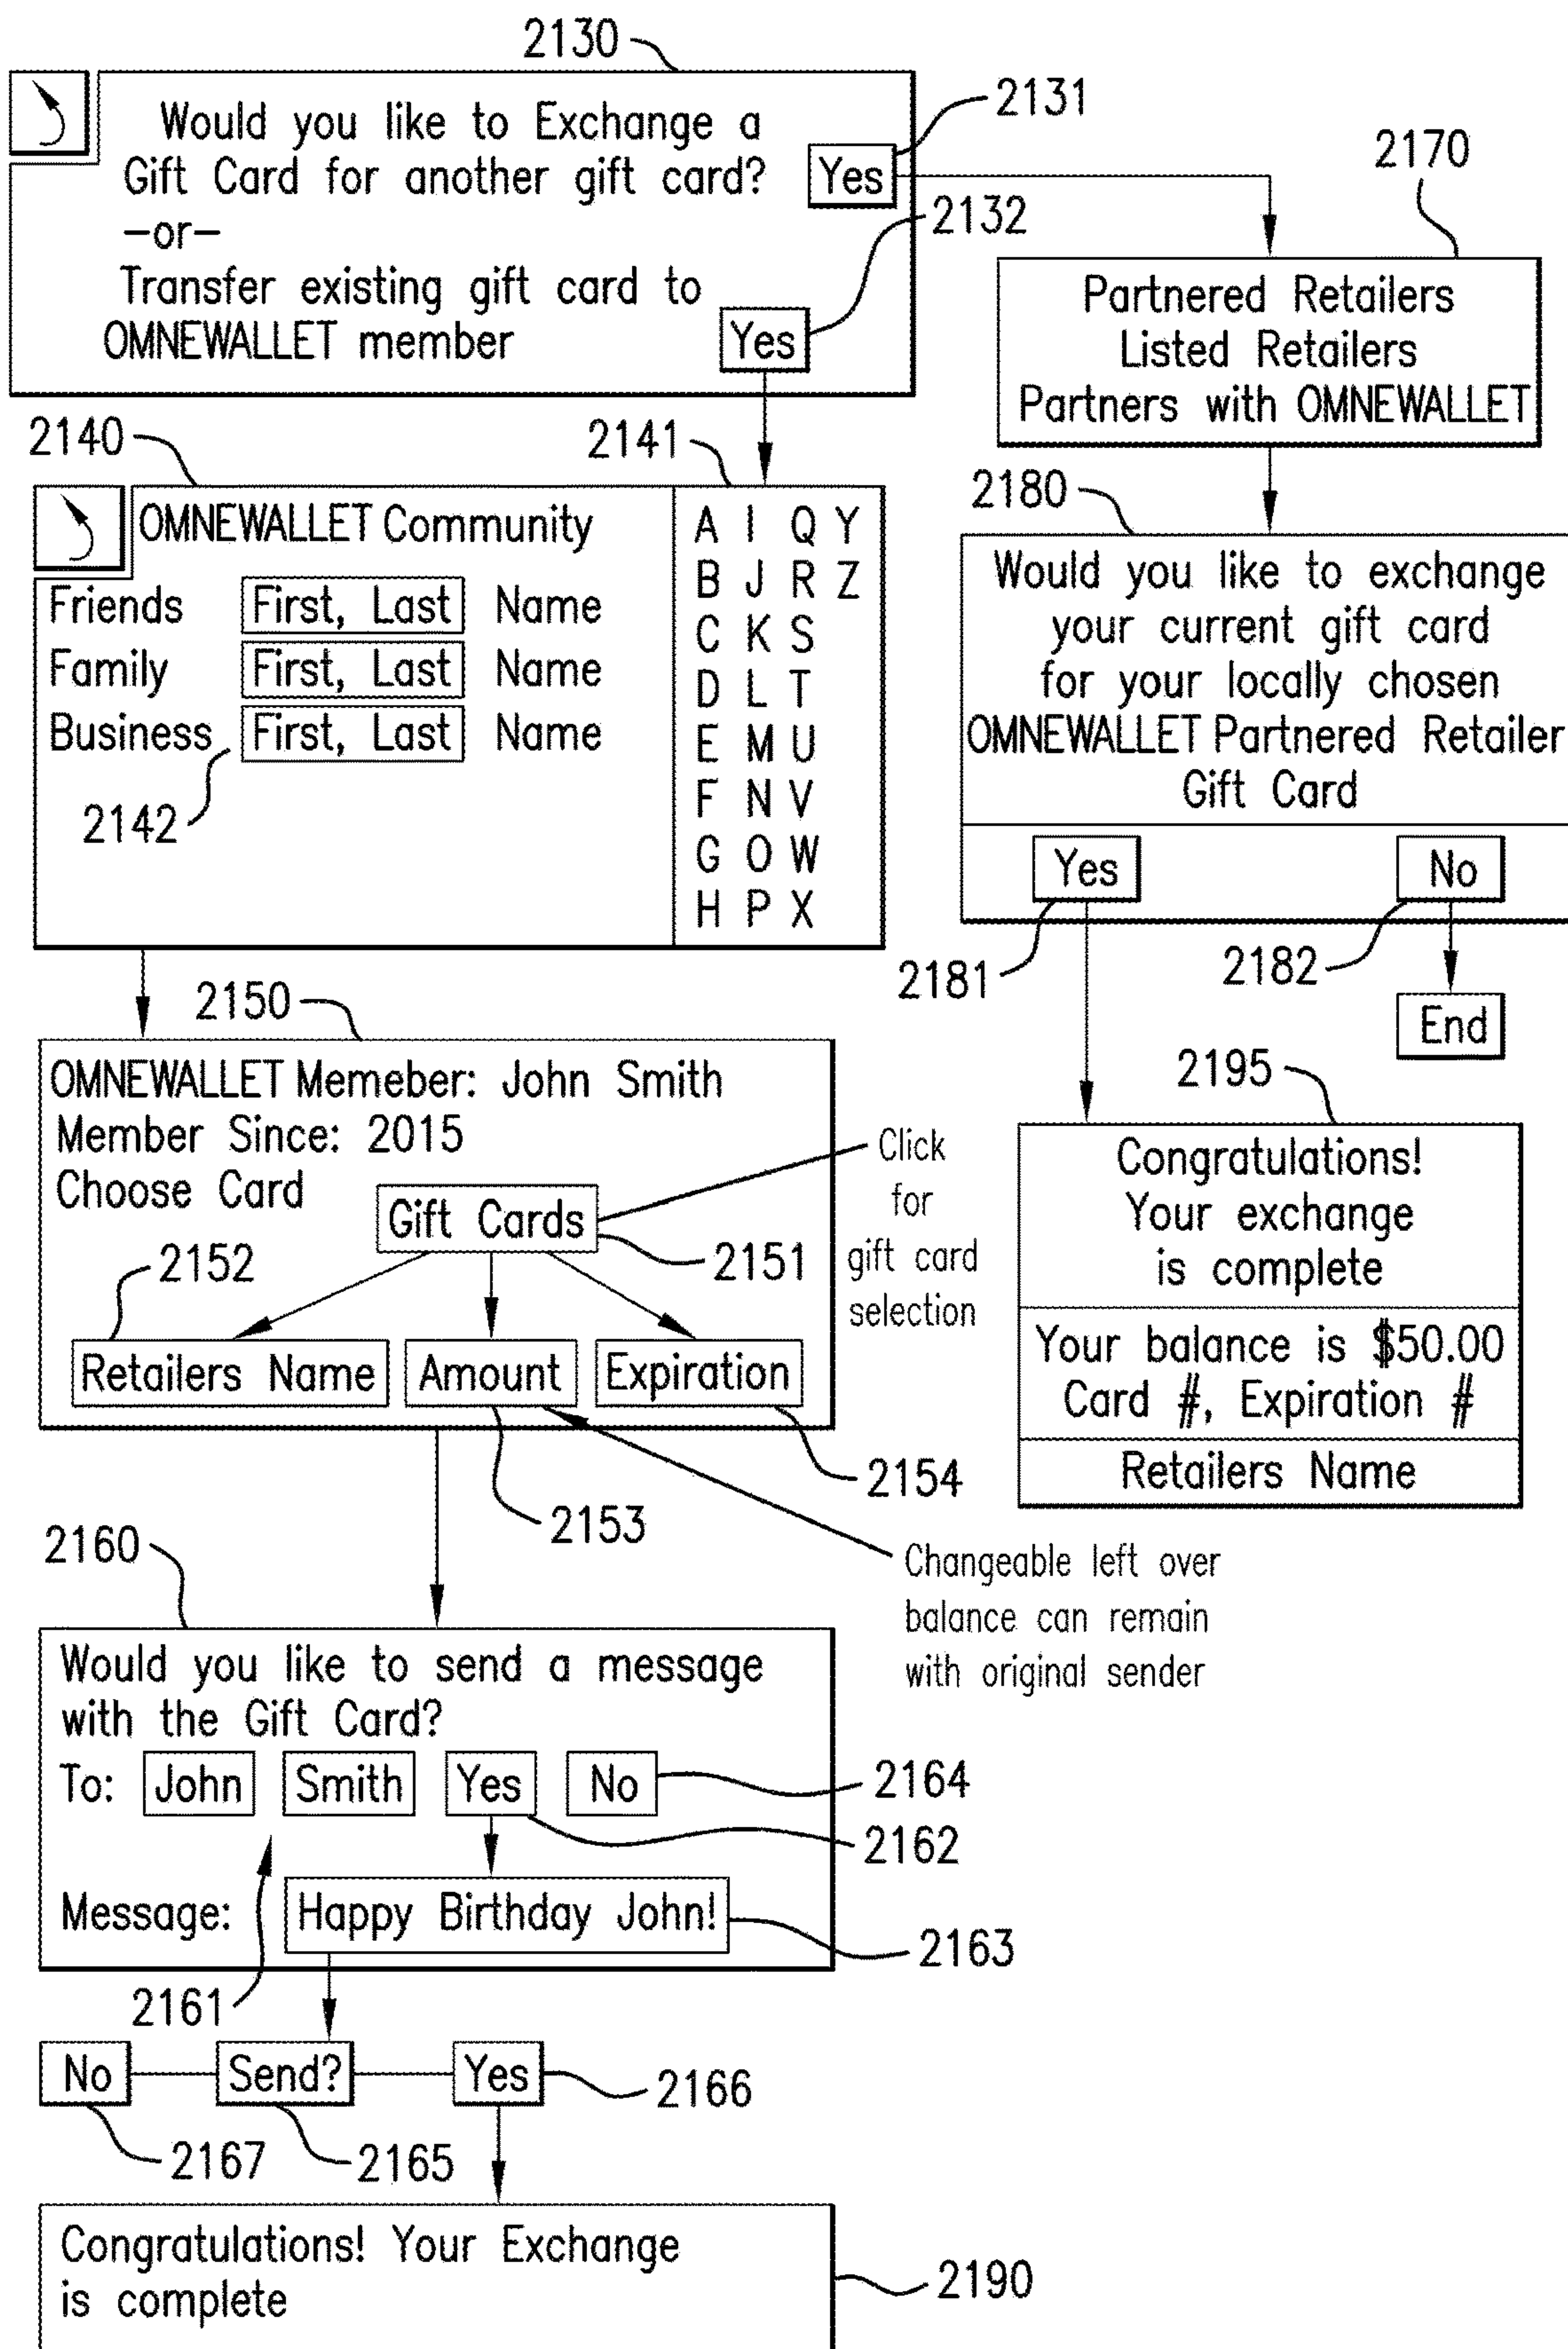 2130
Would you like to Exchange a
Gift Card for another gift card?
Yes
2131
-or-
2132
Transfer existing gift card to
OMNEWALLET member
Yes
2170
Partnered Retailers
Listed Retailers
Partners with OMNEWALLET
2140
2141
OMNEWALLET Community
Friends First, Last Name
Family First, Last Name
Business First, Last Name
2142
A I Q Y
B J R Z
C K S
D L T
E M U
F N V
G O W
H P X
2180
Would you like to exchange
your current gift card
for your locally chosen
OMNEWALLET Partnered Retailer
Gift Card
Yes No
2181 2182
End
2150
OMNEWALLET Memeber: John Smith
Member Since: 2015
Choose Card
Gift Cards
2151
Click
for
gift card
selection
2152
Retailers Name Amount Expiration
2153
2154
Changeable left over
balance can remain
with original sender
2195
Congratulations!
Your exchange
is complete
Your balance is $50.00
Card #, Expiration #
Retailers Name
2160
Would you like to send a message
with the Gift Card?
To: John Smith Yes No
2164
2162
Message: Happy Birthday John!
2163
2161
No Send? Yes
2166
2167 2165
Congratulations! Your Exchange
is complete
2190